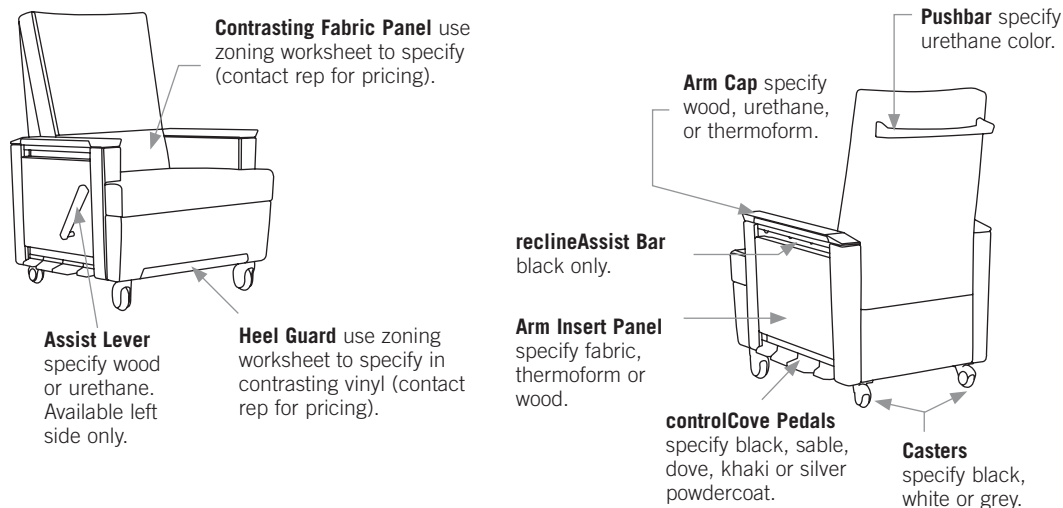 Contrasting Fabric Panel use
zoning worksheet to specify
(contact rep for pricing).
Assist Lever
specify wood
or urethane.
Available left
side only.
Heel Guard use zoning
worksheet to specify in
contrasting vinyl (contact
rep for pricing).
Pushbar specify
urethane color.
Arm Cap specify
wood, urethane,
or thermoform.
reclineAssist Bar
black only.
Arm Insert Panel
specify fabric,
thermoform or
wood.
controlCove Pedals
specify black, sable,
dove, khaki or silver
powdercoat.
Casters
specify black,
white or grey.